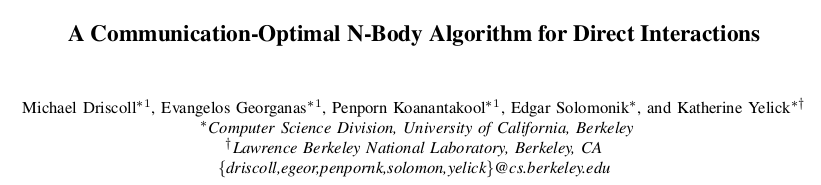 A Communication-Optimal N-Body Algorithm for Direct Interactions
Michael Driscoll*1, Evangelos Georganas*1, Penporn Koanantakool*1, Edgar Solomonik*, and Katherine Yelick*†
*Computer Science Division, University of California, Berkeley
†Lawrence Berkeley National Laboratory, Berkeley, CA
{driscoll,egeor,penpornk,solomon,yelick}@cs.berkeley.edu